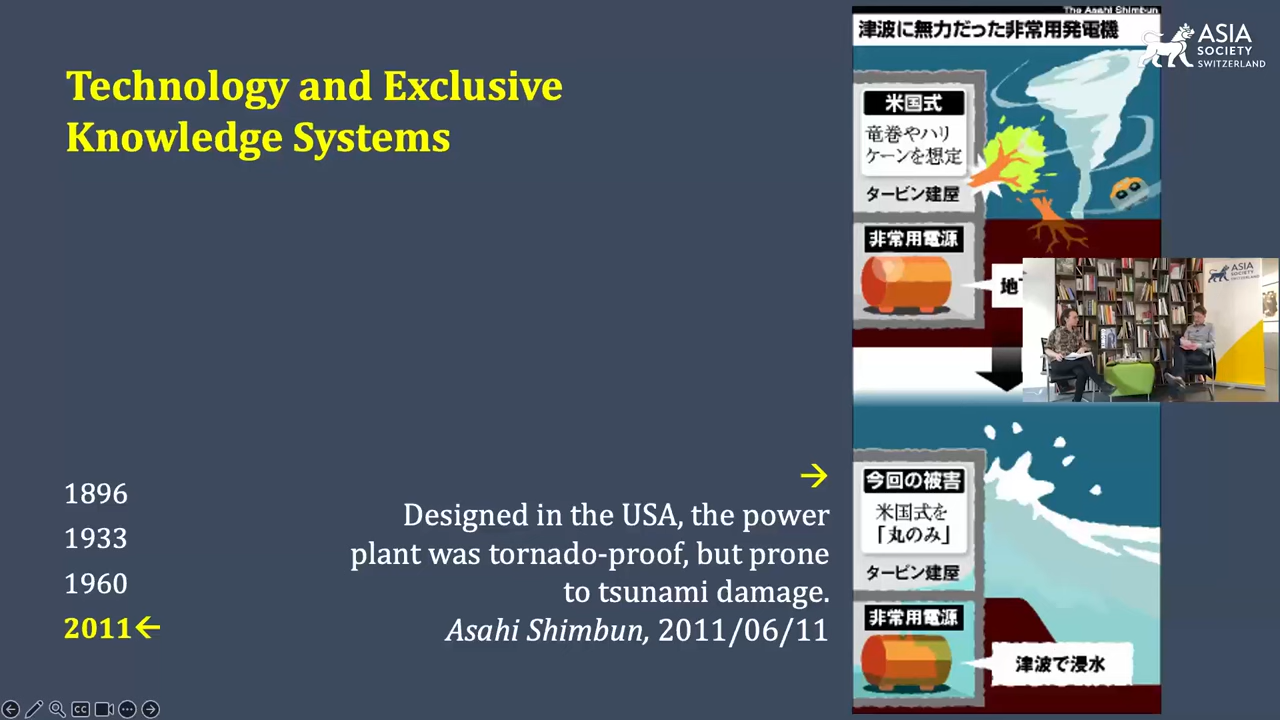 Technology and Exclusive
Knowledge Systems
1896
1933
1960
2011←
→
Designed in the USA, the power
plant was tornado-proof, but prone
to tsunami damage.
Asahi Shimbun, 2011/06/11
The Asahi Shimbun
津波に無力だった非常用発電機
米国式
竜巻やハリ
ケーンを想定
タービン建屋
非常用電源
地
今回の被害
米国式を
「丸のみ」
タービン建屋
非常用電源
津波で浸水
ASIA
SOCIETY
SWITZERLAND
ASIA
SOCIETY
SWITZERLAND
CC